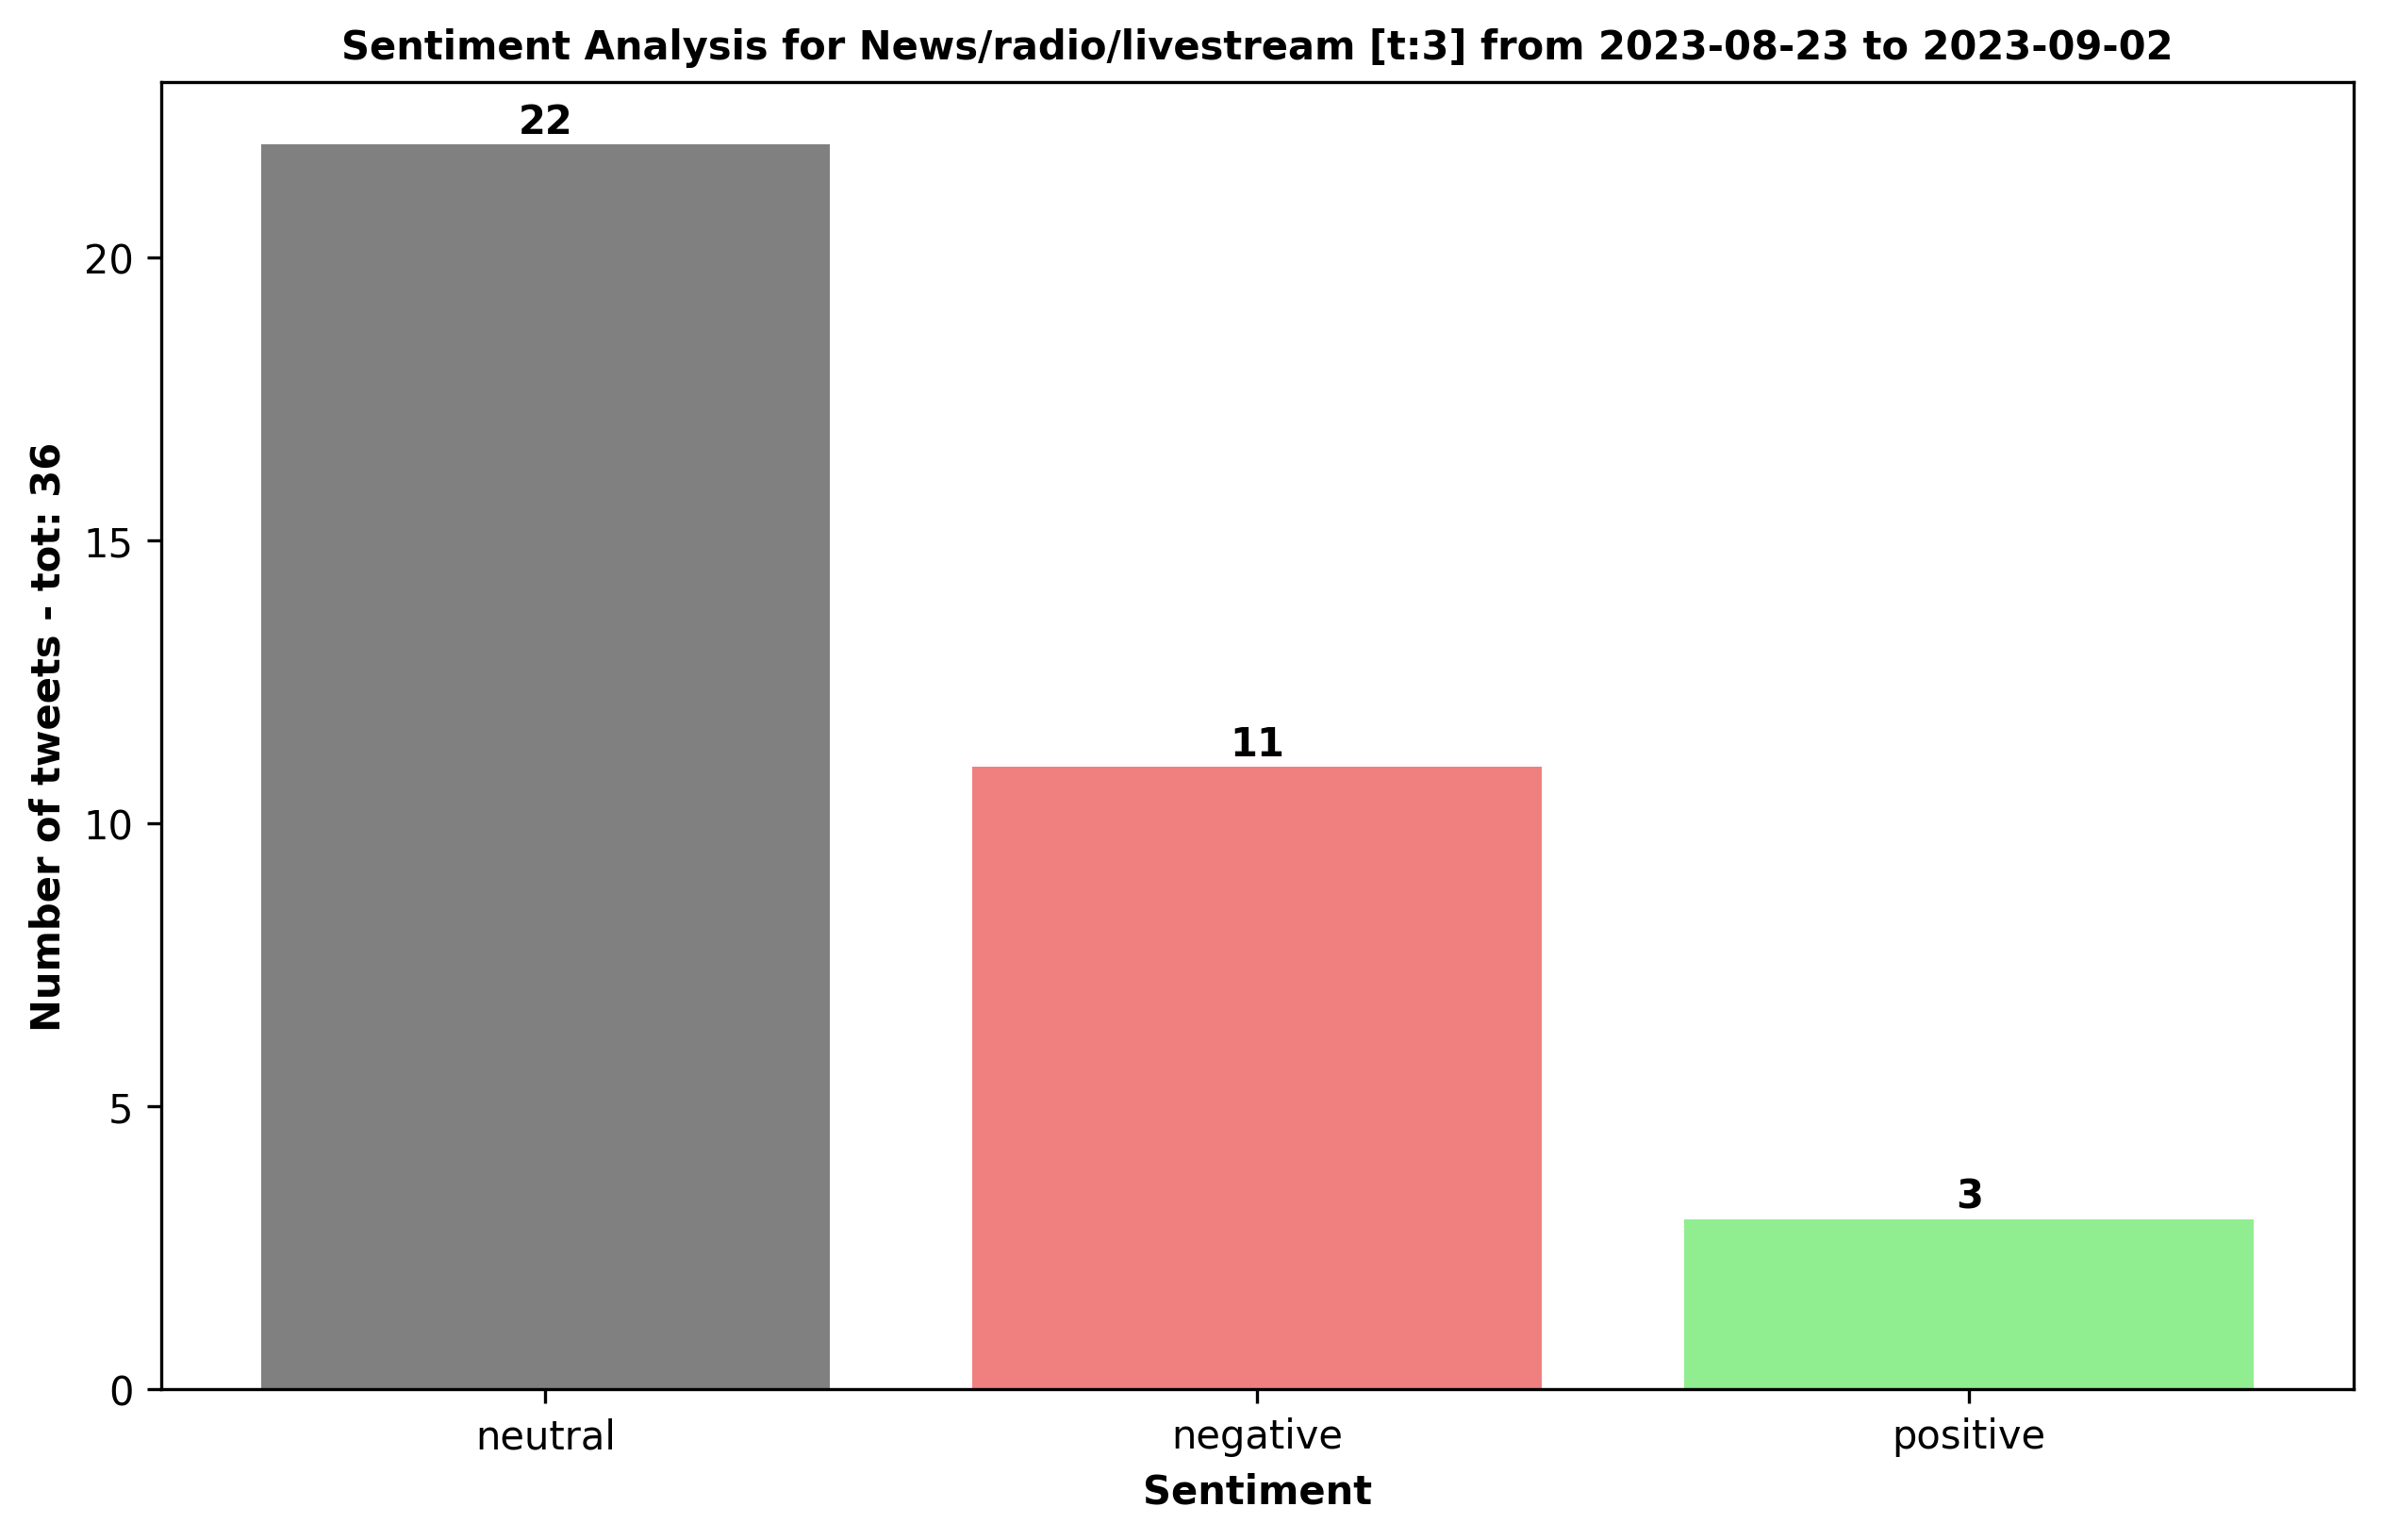 Sentiment Analysis for News/radio/livestream [t:3] from 2023-08-23 to 2023-09-02
Number of tweets - tot: 36
20
15
10
5
0
22
11
3
neutral
negative
positive
Sentiment